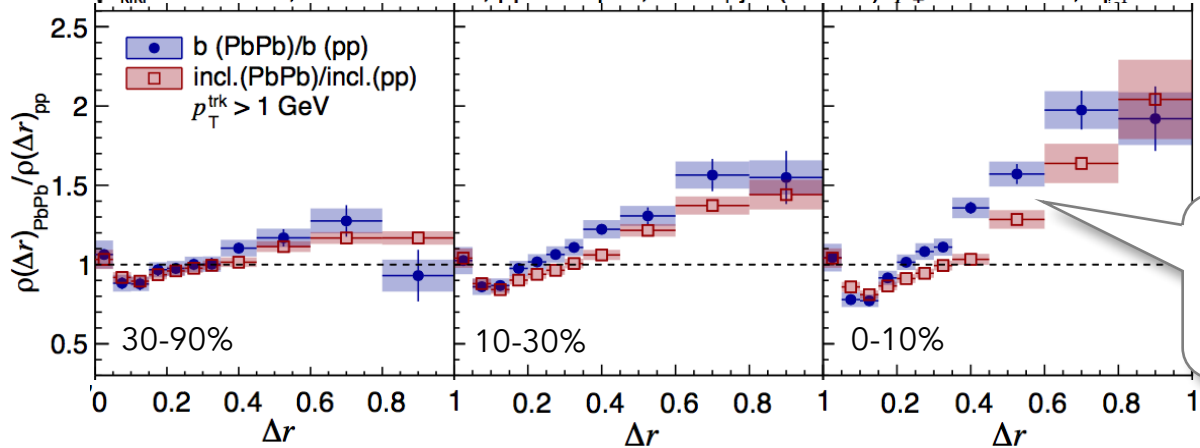 2.5
b (PbPb)/b (pp)
incl.(PbPb)/incl.(pp)
p_T^trk > 1 GeV
2
1.5
1
0.5
ρ(Δr)_PbPb/ρ(Δr)_pp
30-90%
10-30%
0-10%
0 0.2 0.4 0.6 0.8 1 0.2 0.4 0.6 0.8 1 0.2 0.4 0.6 0.8 1
Δr Δr Δr